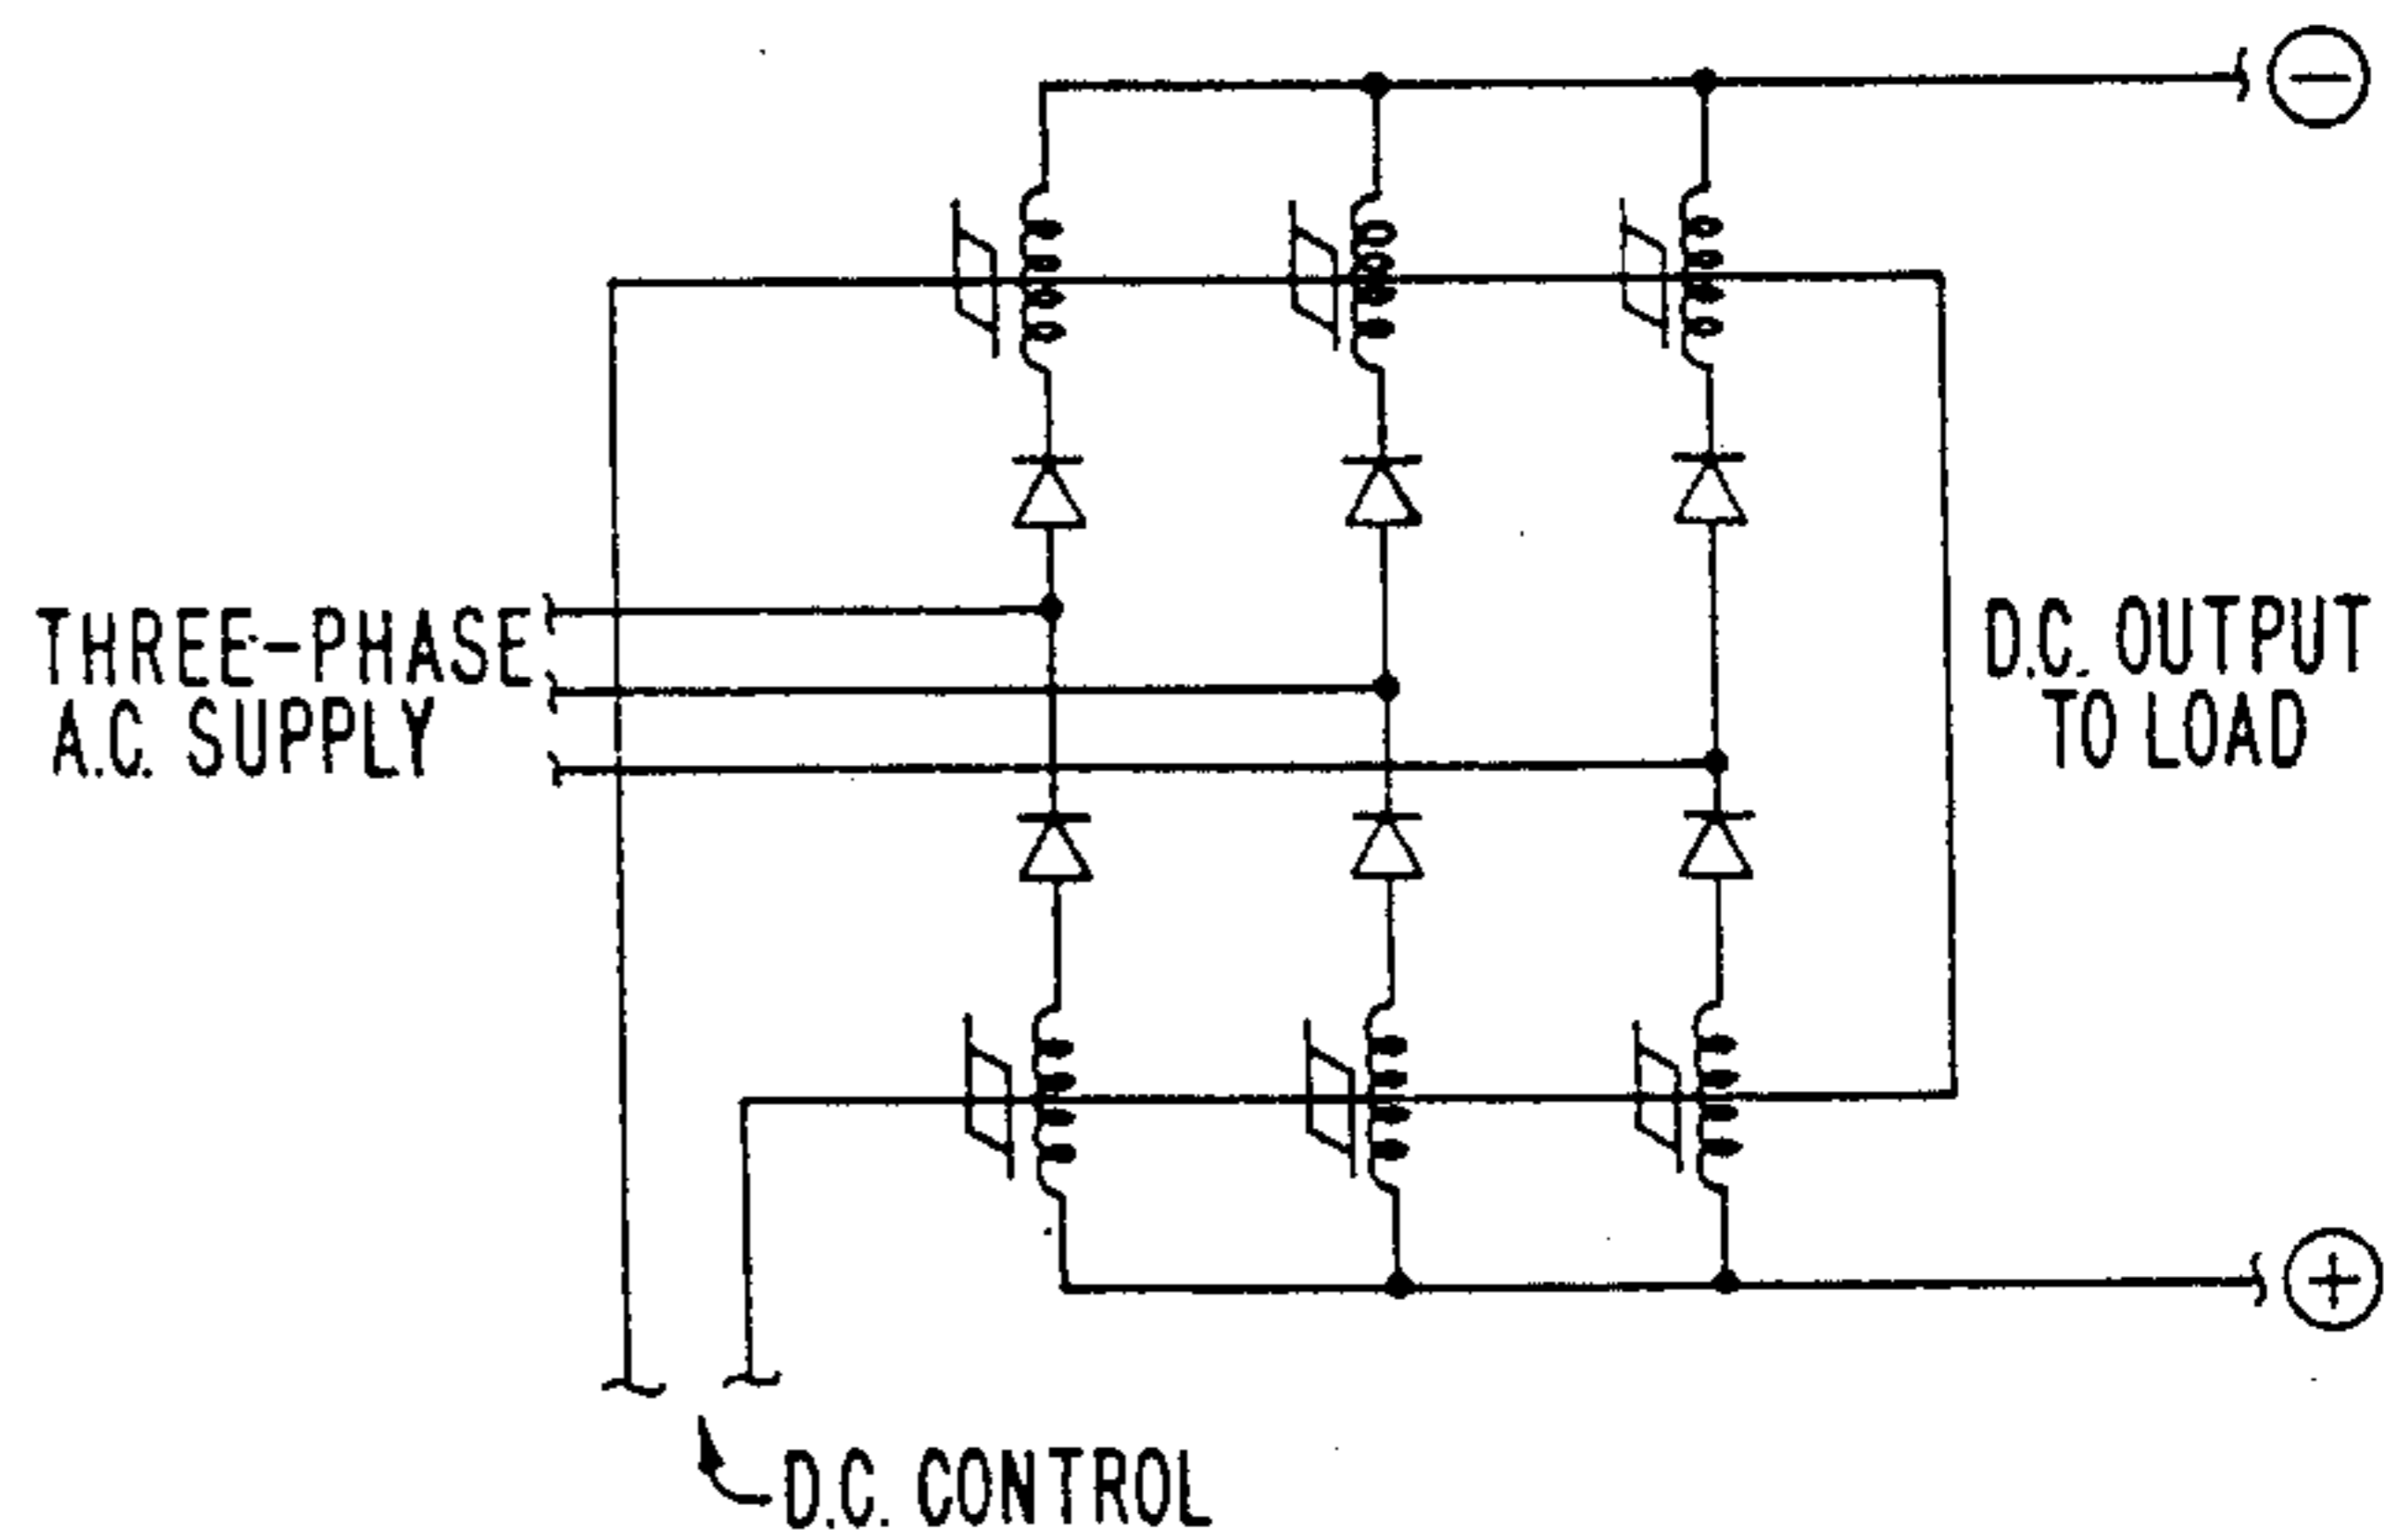 −
THREE-PHASE
A.C. SUPPLY
D.C. OUTPUT
TO LOAD
+
D.C. CONTROL